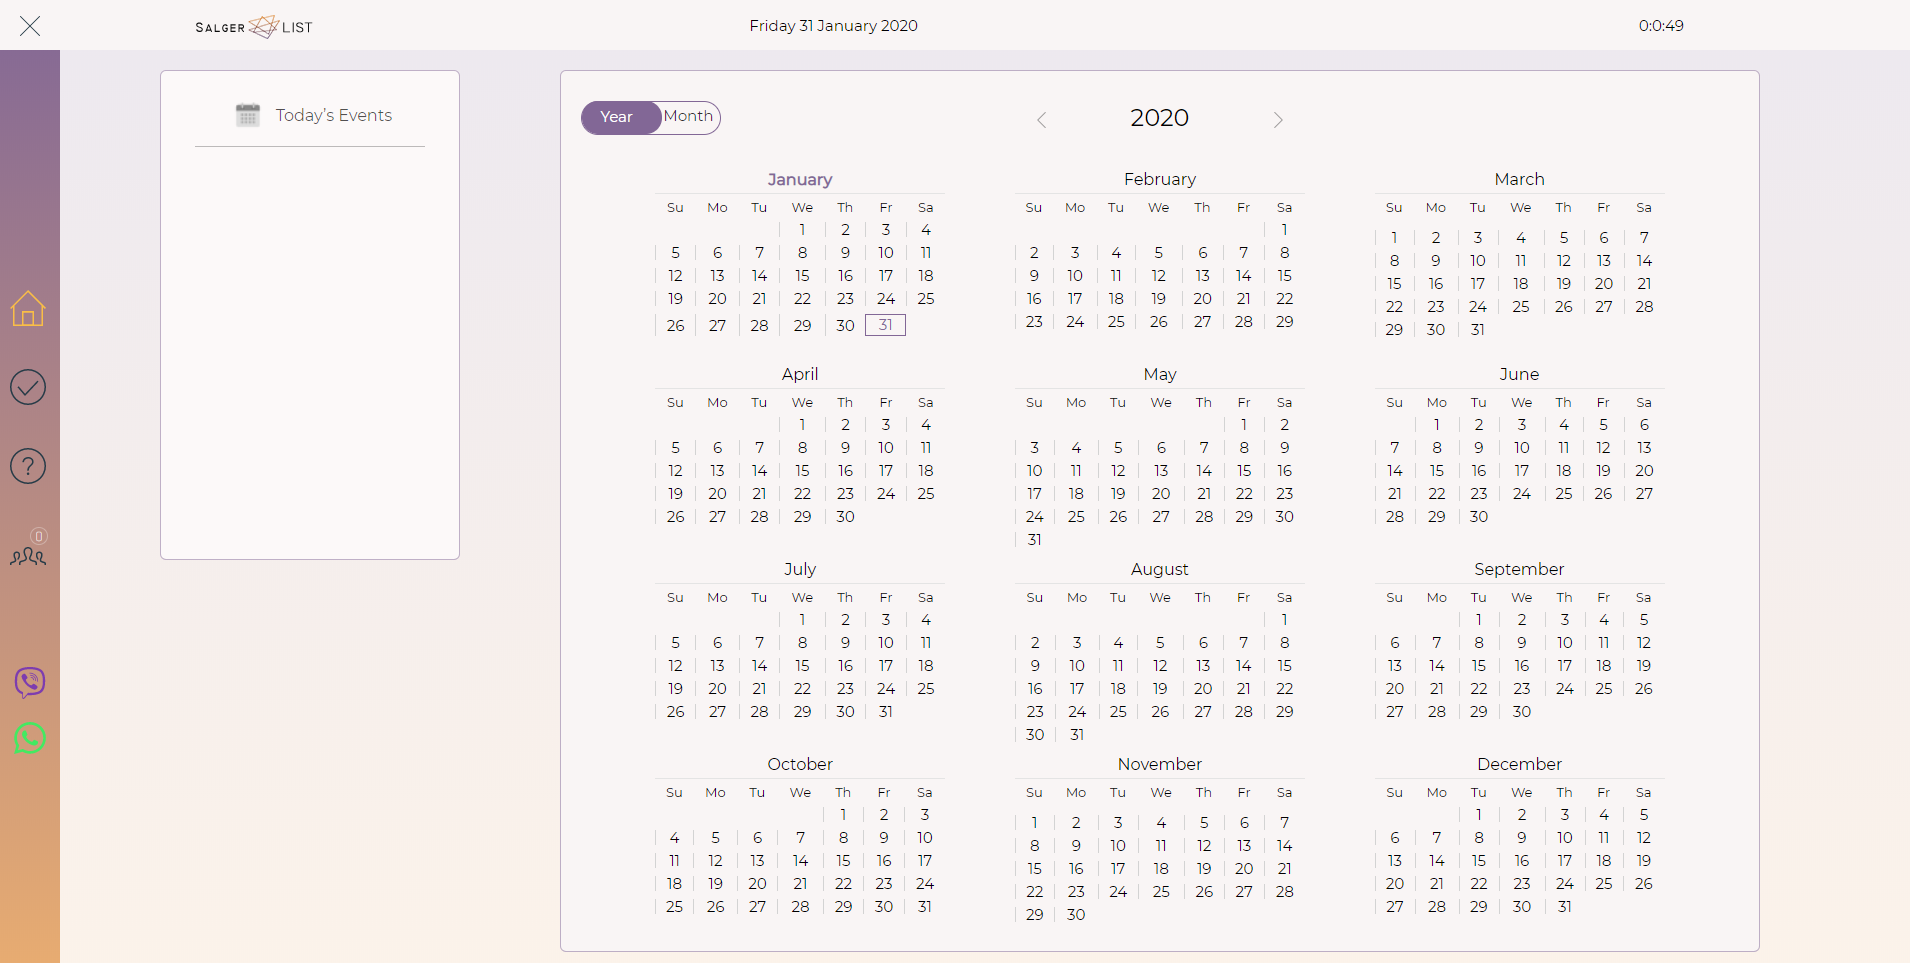 SALGER LIST
Friday 31 January 2020
0:0:49
Today's Events
Year Month
2020
January
Su Mo Tu We Th Fr Sa
1 2 3 4
5 6 7 8 9 10 11
12 13 14 15 16 17 18
19 20 21 22 23 24 25
26 27 28 29 30 31
February
Su Mo Tu We Th Fr Sa
1
2 3 4 5 6 7 8
9 10 11 12 13 14 15
16 17 18 19 20 21 22
23 24 25 26 27 28 29
March
Su Mo Tu We Th Fr Sa
1 2 3 4 5 6 7
8 9 10 11 12 13 14
15 16 17 18 19 20 21
22 23 24 25 26 27 28
29 30 31
April
Su Mo Tu We Th Fr Sa
1 2 3 4
5 6 7 8 9 10 11
12 13 14 15 16 17 18
19 20 21 22 23 24 25
26 27 28 29 30
May
Su Mo Tu We Th Fr Sa
1 2
3 4 5 6 7 8 9
10 11 12 13 14 15 16
17 18 19 20 21 22 23
24 25 26 27 28 29 30
31
June
Su Mo Tu We Th Fr Sa
1 2 3 4 5 6
7 8 9 10 11 12 13
14 15 16 17 18 19 20
21 22 23 24 25 26 27
28 29 30
July
Su Mo Tu We Th Fr Sa
1 2 3 4
5 6 7 8 9 10 11
12 13 14 15 16 17 18
19 20 21 22 23 24 25
26 27 28 29 30 31
August
Su Mo Tu We Th Fr Sa
1
2 3 4 5 6 7 8
9 10 11 12 13 14 15
16 17 18 19 20 21 22
23 24 25 26 27 28 29
30 31
September
Su Mo Tu We Th Fr Sa
1 2 3 4 5
6 7 8 9 10 11 12
13 14 15 16 17 18 19
20 21 22 23 24 25 26
27 28 29 30
October
Su Mo Tu We Th Fr Sa
1 2 3
4 5 6 7 8 9 10
11 12 13 14 15 16 17
18 19 20 21 22 23 24
25 26 27 28 29 30 31
November
Su Mo Tu We Th Fr Sa
1 2 3 4 5 6 7
8 9 10 11 12 13 14
15 16 17 18 19 20 21
22 23 24 25 26 27 28
29 30
December
Su Mo Tu We Th Fr Sa
1 2 3 4 5
6 7 8 9 10 11 12
13 14 15 16 17 18 19
20 21 22 23 24 25 26
27 28 29 30 31
?
0